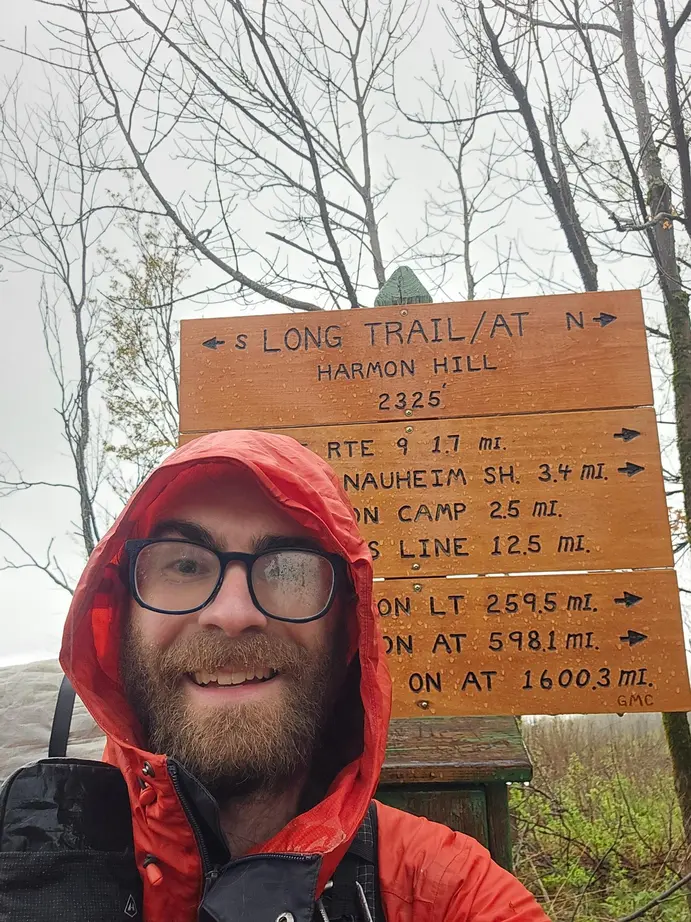 S LONG TRAIL/AT N
HARMON HILL
2325'
RTE 9 1.7 MI.
NAUHEIM SH. 3.4 MI.
CAMP 2.5 MI.
LINE 12.5 MI.
LT 259.5 MI.
AT 598.1 MI.
ON AT 1600.3 MI.
GMC